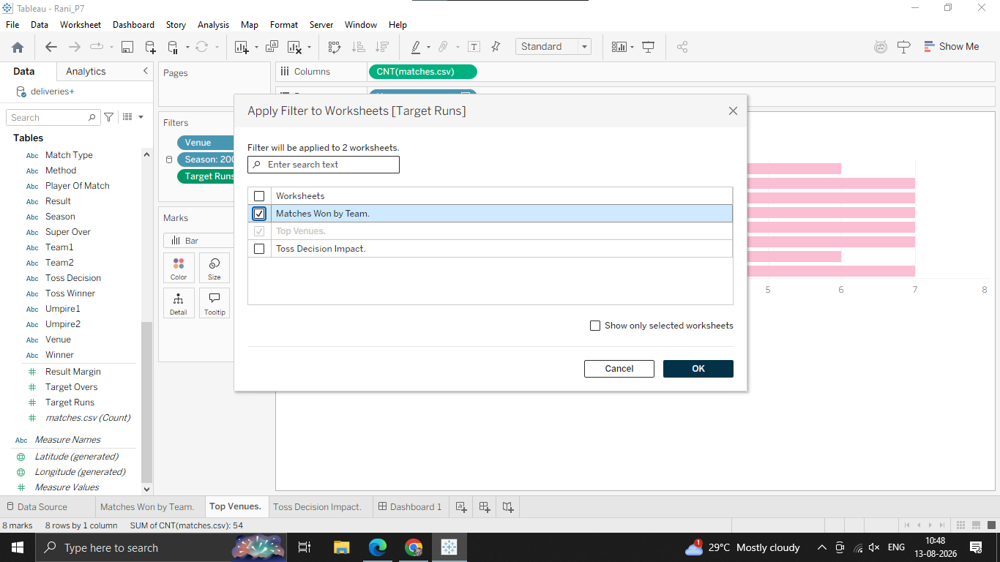 Tableau - Rani_P7
File Data Worksheet Dashboard Story Analysis Map Format Server Window Help
Standard
Show Me
Data Analytics
deliveries+
Search
Tables
Abc Match Type
Abc Method
Abc Player Of Match
Abc Result
Abc Season
Abc Super Over
Abc Team1
Abc Team2
Abc Toss Decision
Abc Toss Winner
Abc Umpire1
Abc Umpire2
Abc Venue
Abc Winner
Result Margin
Target Overs
Target Runs
matches.csv (Count)
Abc Measure Names
Latitude (generated)
Longitude (generated)
Measure Values
Pages
Filters
Venue
Season: 200
Target Runs
Marks
Bar
Color Size
Detail Tooltip
Columns CNT(matches.csv)
Apply Filter to Worksheets [Target Runs]
Filter will be applied to 2 worksheets.
Enter search text
Worksheets
Matches Won by Team.
Top Venues.
Toss Decision Impact.
Show only selected worksheets
Cancel OK
5 6 7 8
Data Source Matches Won by Team. Top Venues. Toss Decision Impact. Dashboard 1
8 marks 8 rows by 1 column SUM of CNT(matches.csv): 54
Type here to search
1
29°C Mostly cloudy
ENG
10:48
13-08-2026